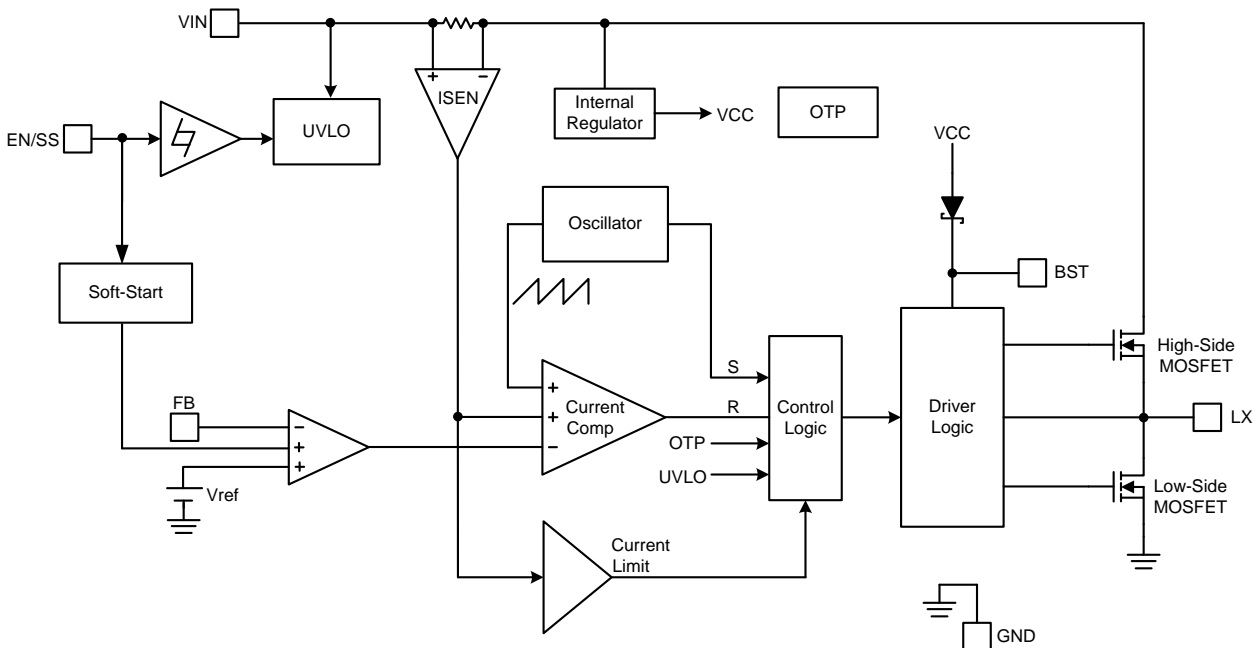 VIN
+ −
ISEN
Internal
Regulator
VCC
OTP
EN/SS
UVLO
VCC
Oscillator
BST
Soft-Start
High-Side
MOSFET
S
FB
+
+
−
Current
Comp
R
Control
Logic
Driver
Logic
LX
−
+
+
OTP
UVLO
Vref
Low-Side
MOSFET
Current
Limit
GND